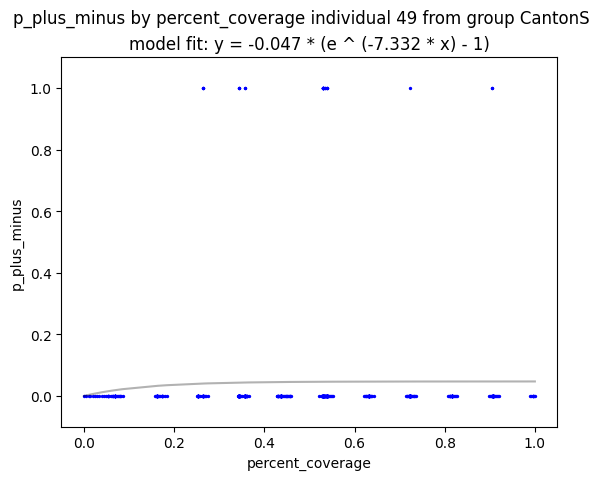 p_plus_minus by percent_coverage individual 49 from group CantonS
model fit: y = -0.047 * (e ^ (-7.332 * x) - 1)
1.0
0.8
0.6
0.4
0.2
0.0
p_plus_minus
0.0 0.2 0.4 0.6 0.8 1.0
percent_coverage